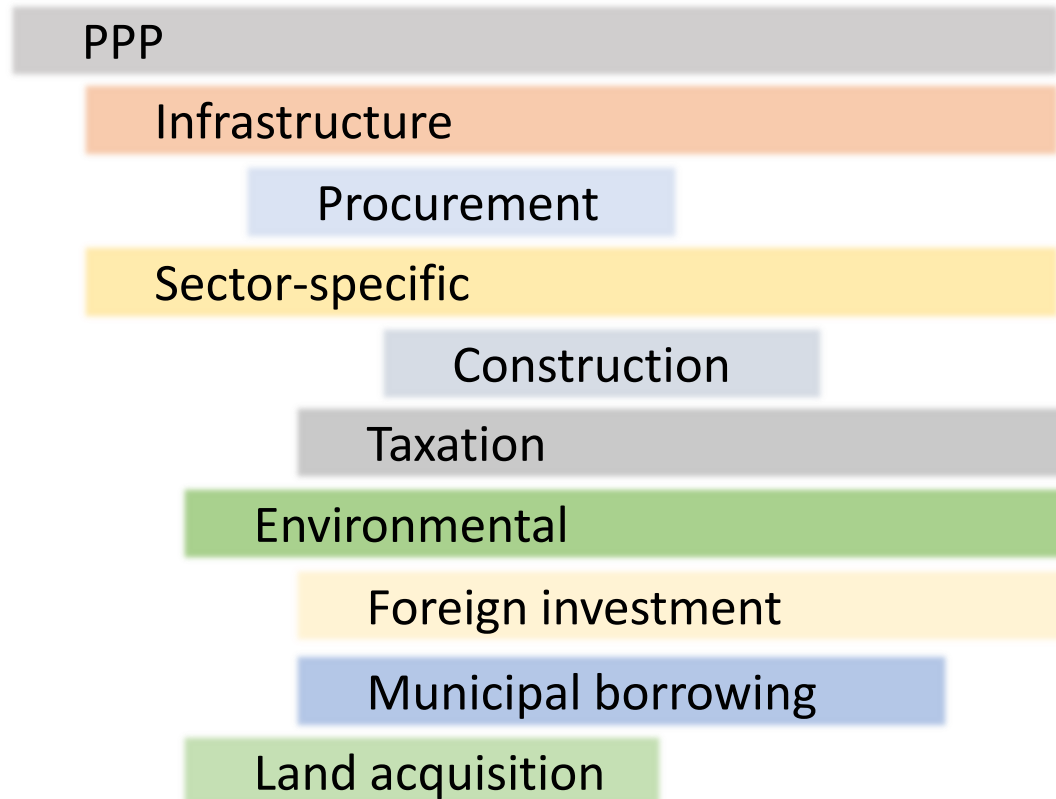 PPP
Infrastructure
Procurement
Sector-specific
Construction
Taxation
Environmental
Foreign investment
Municipal borrowing
Land acquisition